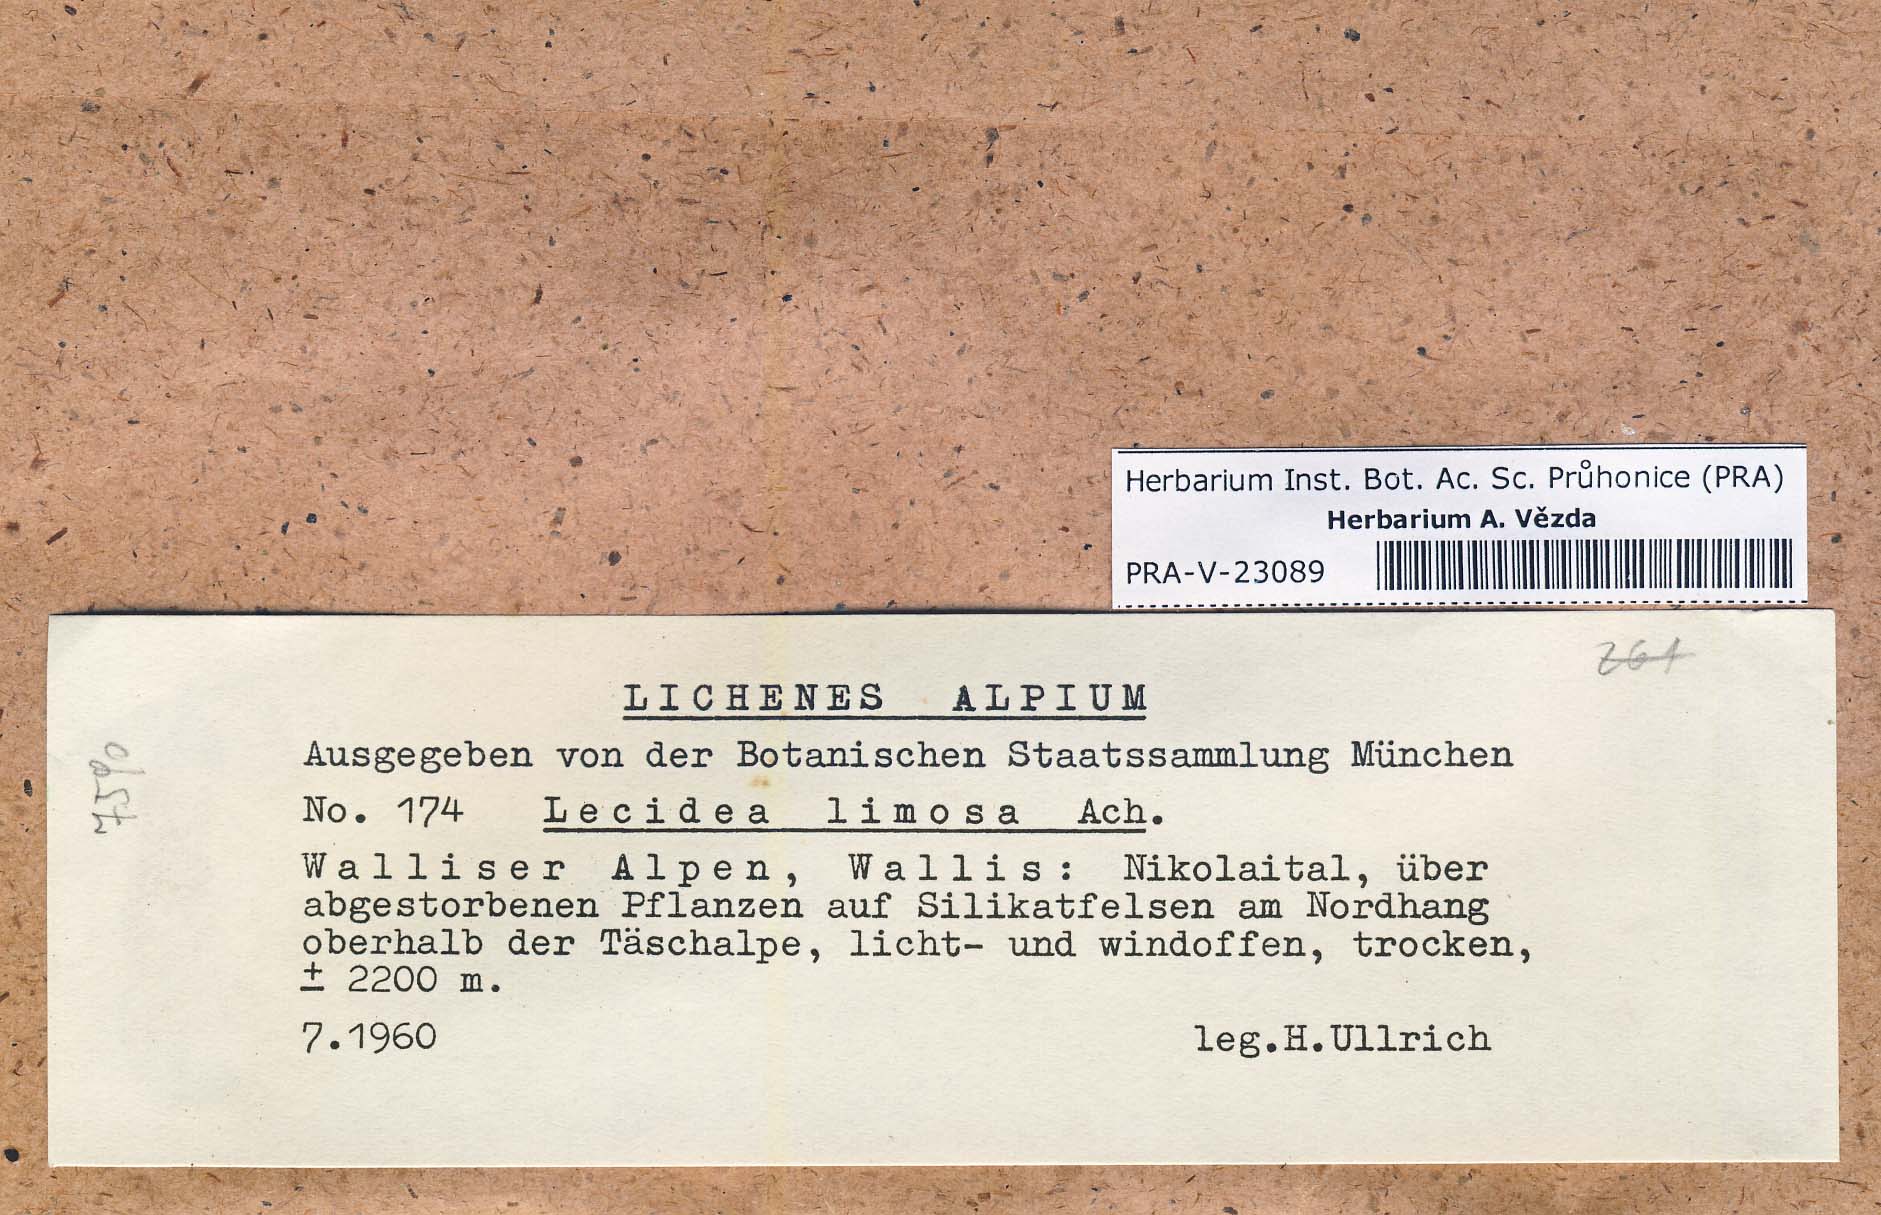 Herbarium Inst. Bot. Ac. Sc. Průhonice (PRA)
Herbarium A. Vězda
PRA-V-23089
261
LICHENES ALPIUM
Ausgegeben von der Botanischen Staatssammlung München
No. 174 Lecidea limosa Ach.
Walliser Alpen, Wallis: Nikolaital, über
abgestorbenen Pflanzen auf Silikatfelsen am Nordhang
oberhalb der Täschalpe, licht- und windoffen, trocken,
± 2200 m.
7.1960 leg.H.Ullrich